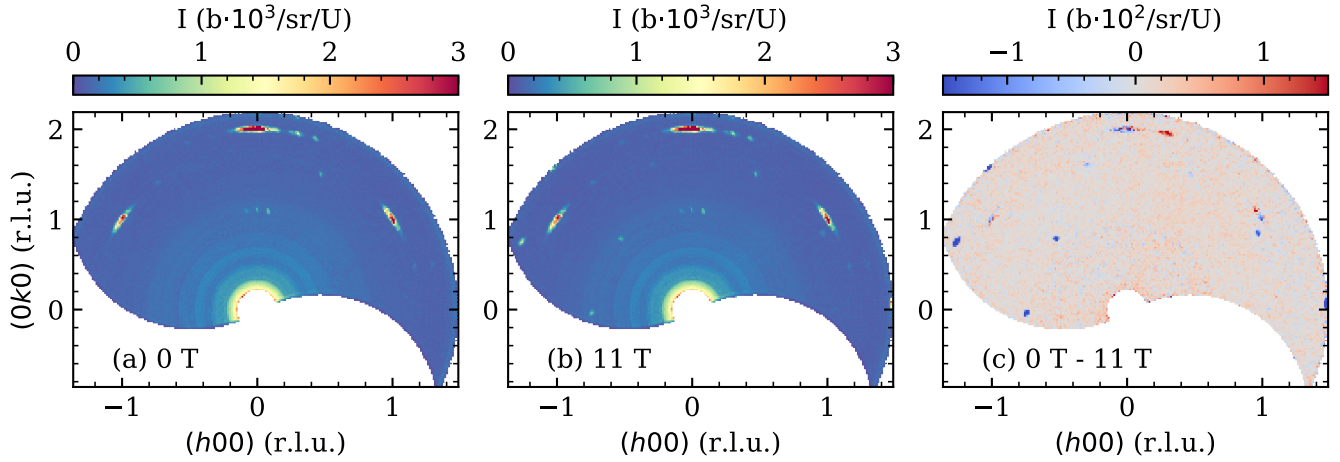 I (b·10³/sr/U) I (b·10³/sr/U) I (b·10²/sr/U)
0 1 2 3 0 1 2 3 −1 0 1
2 2 2
1 1 1
0 0 0
(0k0) (r.l.u.)
(a) 0 T (b) 11 T (c) 0 T - 11 T
−1 0 1 −1 0 1 −1 0 1
(h00) (r.l.u.) (h00) (r.l.u.) (h00) (r.l.u.)